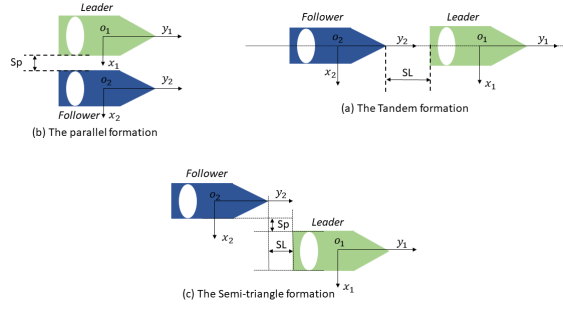 Leader
o₁
y₁
x₁
Sp
o₂
y₂
x₂
Follower
(b) The parallel formation
Follower
Leader
o₂
y₂
o₁
y₁
x₂
SL
x₁
(a) The Tandem formation
Follower
o₂
y₂
x₂
Sp
Leader
SL
o₁
y₁
x₁
(c) The Semi-triangle formation